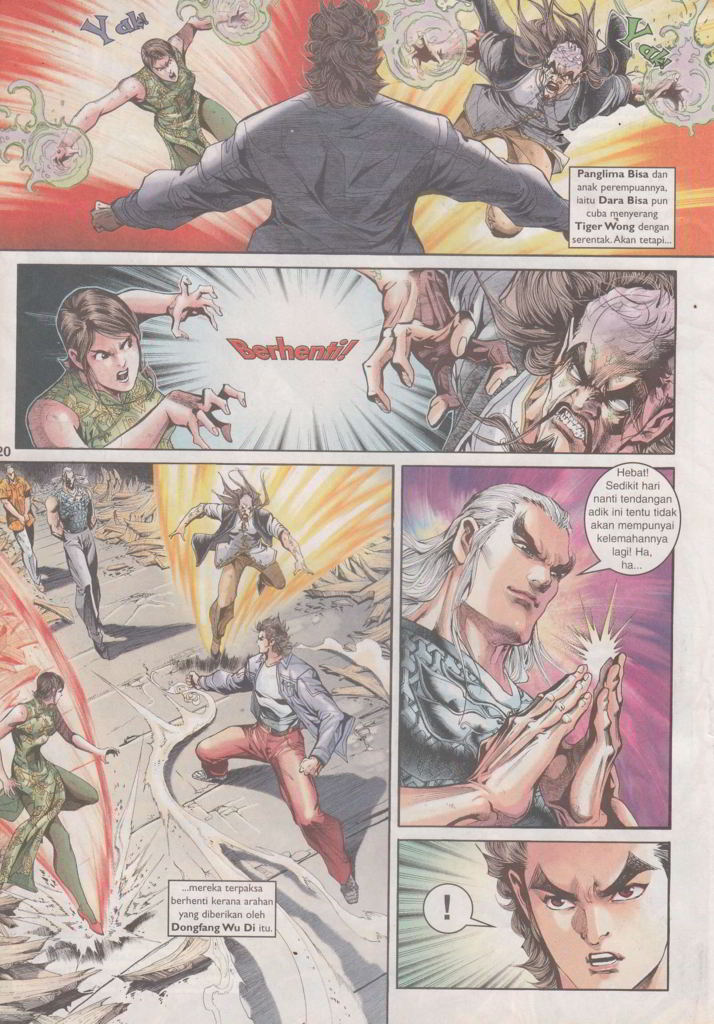 Yak!
Yak!
Panglima Bisa dan
anak perempuannya,
iaitu Dara Bisa pun
cuba menyerang
Tiger Wong dengan
serentak. Akan tetapi...
Berhenti!
20
...mereka terpaksa
berhenti kerana arahan
yang diberikan oleh
Dongfang Wu Di itu.
Hebat!
Sedikit hari
nanti tendangan
adik ini tentu tidak
akan mempunyai
kelemahannya
lagi! Ha,
ha...
!